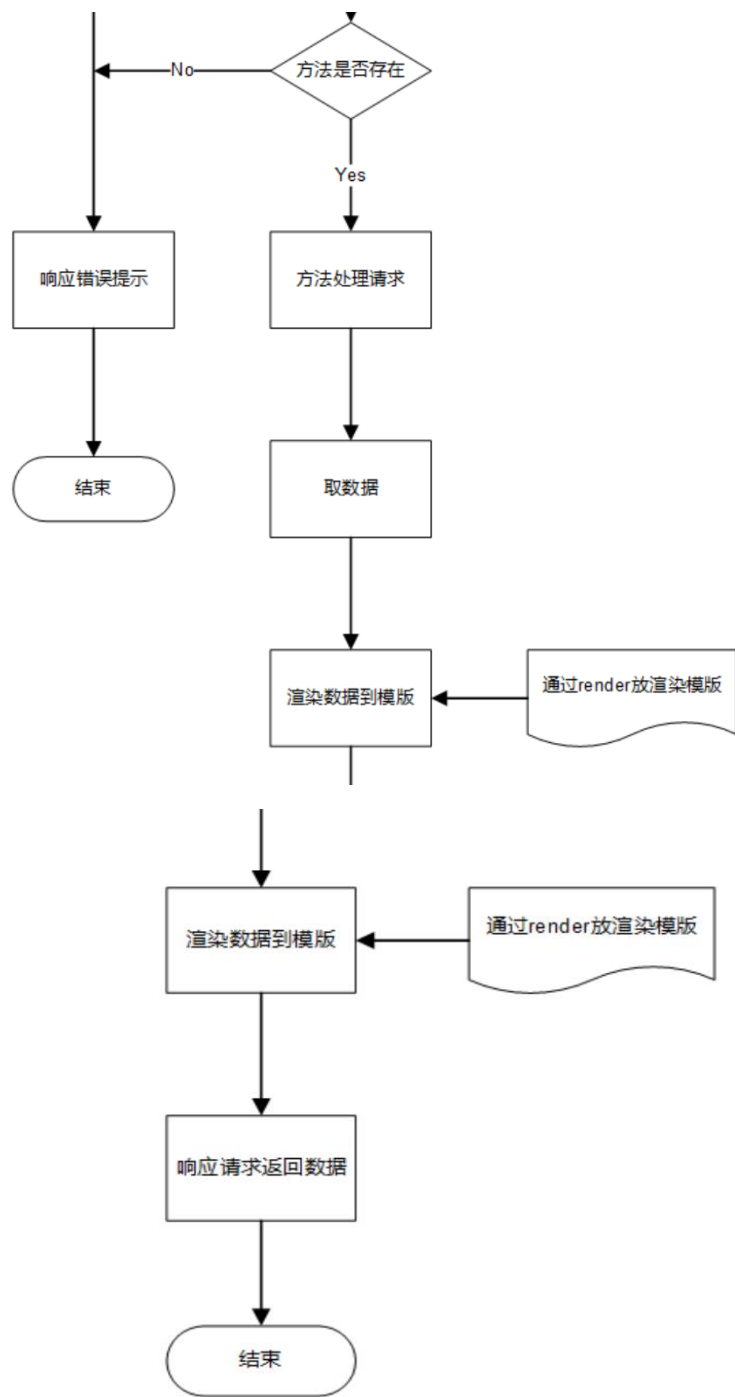 方法是否存在
No
Yes
响应错误提示
方法处理请求
结束
取数据
渲染数据到模版
通过render放渲染模版
渲染数据到模版
通过render放渲染模版
响应请求返回数据
结束